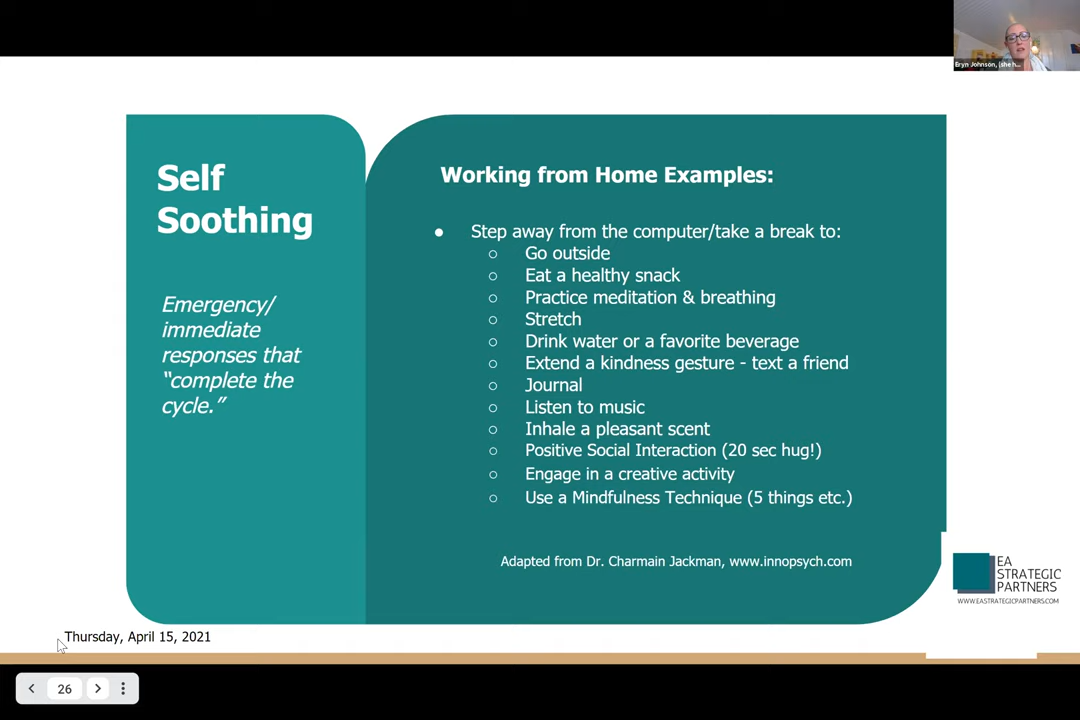 Eryn Johnson, (she h...
Self
Soothing
Emergency/
immediate
responses that
“complete the
cycle.”
Working from Home Examples:
● Step away from the computer/take a break to:
○ Go outside
○ Eat a healthy snack
○ Practice meditation & breathing
○ Stretch
○ Drink water or a favorite beverage
○ Extend a kindness gesture - text a friend
○ Journal
○ Listen to music
○ Inhale a pleasant scent
○ Positive Social Interaction (20 sec hug!)
○ Engage in a creative activity
○ Use a Mindfulness Technique (5 things etc.)
Adapted from Dr. Charmain Jackman, www.innopsych.com
EA
STRATEGIC
PARTNERS
WWW.EASTRATEGICPARTNERS.COM
Thursday, April 15, 2021
26